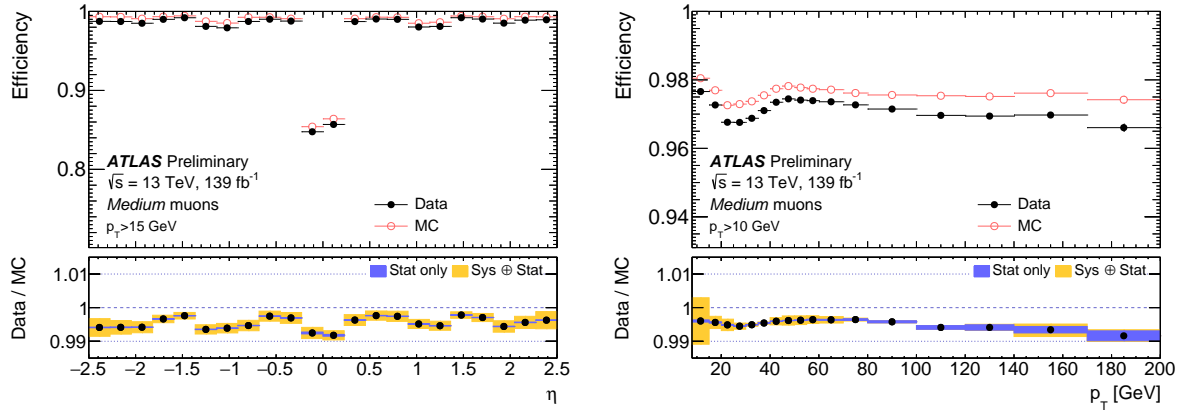 Efficiency
1
0.9
0.8
ATLAS Preliminary
√s = 13 TeV, 139 fb⁻¹
Medium muons
p_T>15 GeV
Data
MC
Data / MC
1.01
1
0.99
Stat only
Sys ⊕ Stat
−2.5 −2 −1.5 −1 −0.5 0 0.5 1 1.5 2 2.5
η
Efficiency
1
0.98
0.96
0.94
ATLAS Preliminary
√s = 13 TeV, 139 fb⁻¹
Medium muons
p_T>10 GeV
Data
MC
Data / MC
1.01
1
0.99
Stat only
Sys ⊕ Stat
20 40 60 80 100 120 140 160 180 200
p_T [GeV]